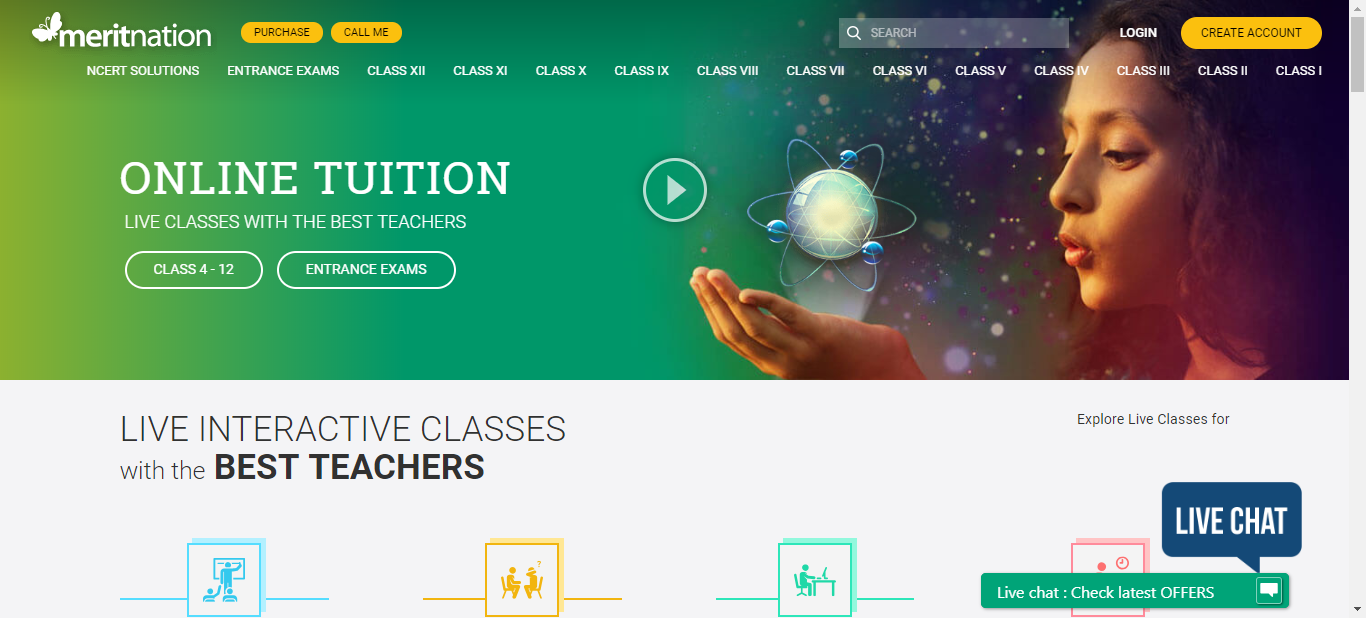 meritnation
PURCHASE
CALL ME
SEARCH
LOGIN
CREATE ACCOUNT
NCERT SOLUTIONS
ENTRANCE EXAMS
CLASS XII
CLASS XI
CLASS X
CLASS IX
CLASS VIII
CLASS VII
CLASS VI
CLASS V
CLASS IV
CLASS III
CLASS II
CLASS I
ONLINE TUITION
LIVE CLASSES WITH THE BEST TEACHERS
CLASS 4 - 12
ENTRANCE EXAMS
LIVE INTERACTIVE CLASSES
with the BEST TEACHERS
Explore Live Classes for
?
LIVE CHAT
Live chat : Check latest OFFERS